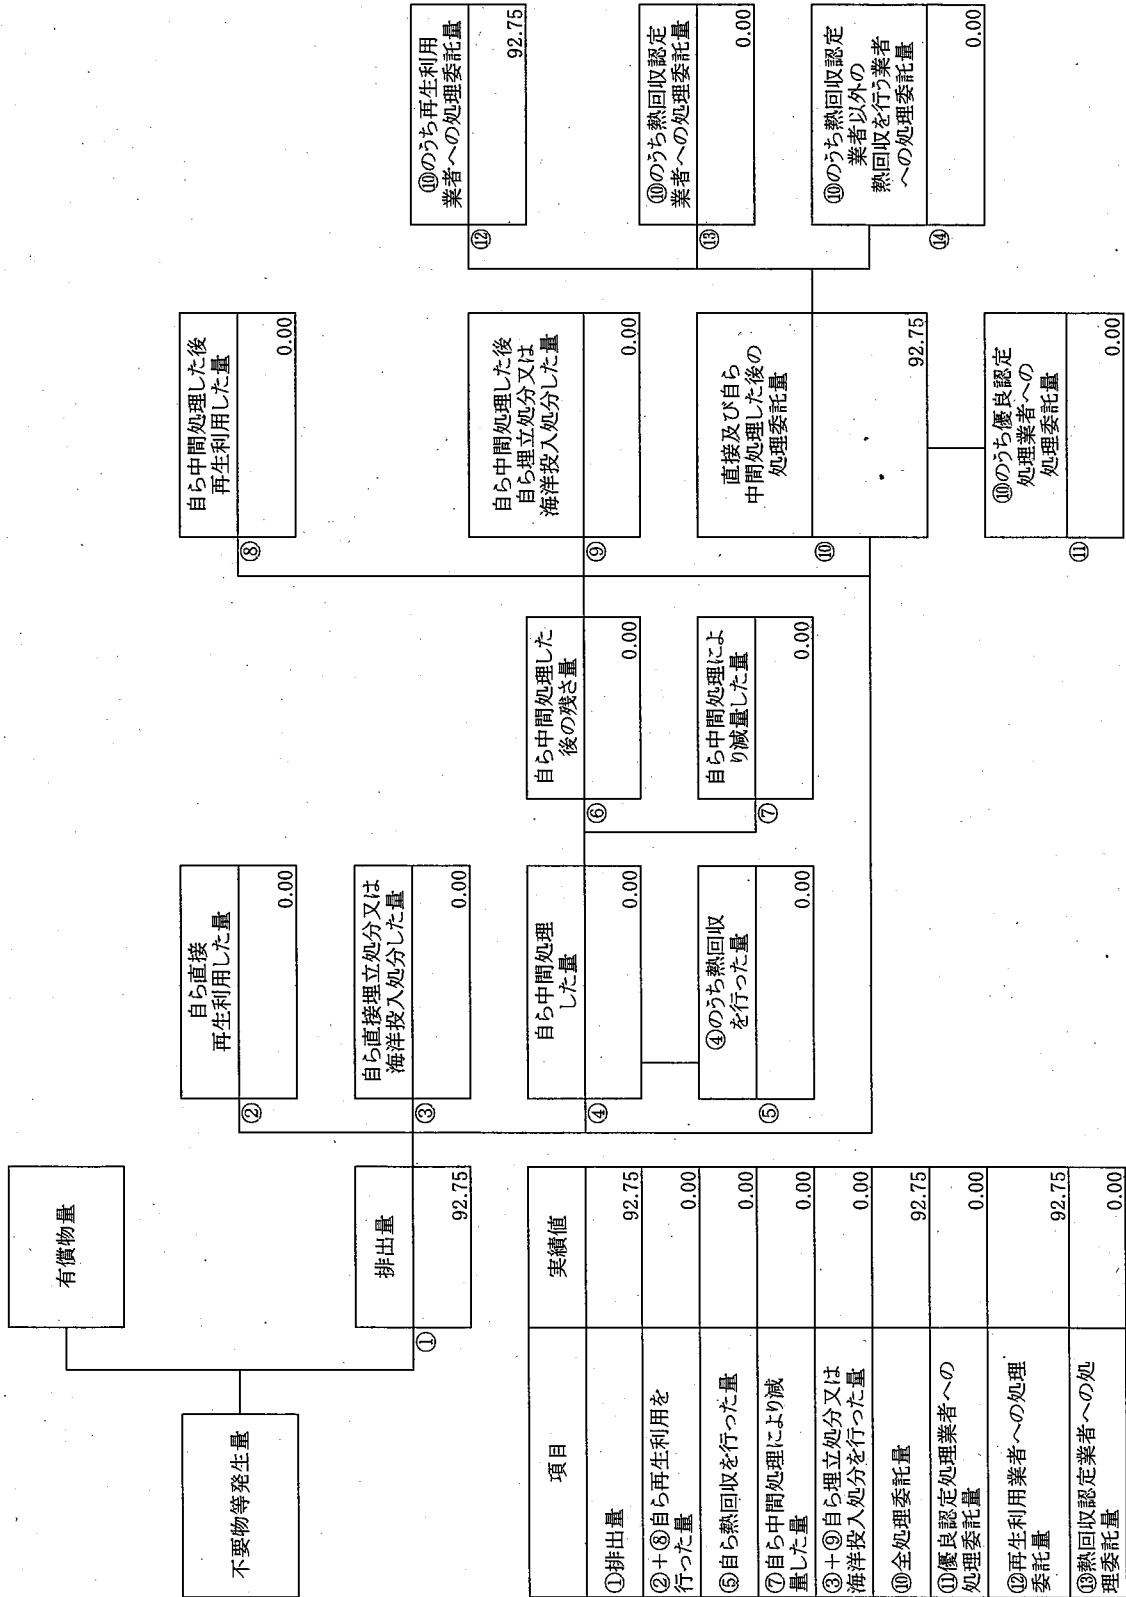 有償物量
不要物等発生量
排出量
①
92.75
自ら直接
再生利用した量
②
0.00
自ら直接埋立処分又は
海洋投入処分した量
③
0.00
自ら中間処理
した量
④
0.00
④のうち熱回収
を行った量
⑤
0.00
自ら中間処理した
後の残さ量
⑥
0.00
自ら中間処理によ
り減量した量
⑦
0.00
自ら中間処理した後
再生利用した量
⑧
0.00
自ら中間処理した後
自ら埋立処分又は
海洋投入処分した量
⑨
0.00
直接及び自ら
中間処理した後の
処理委託量
⑩
92.75
⑩のうち優良認定
処理業者への
処理委託量
⑪
0.00
⑩のうち再生利用
業者への処理委託量
⑫
92.75
⑩のうち熱回収認定
業者への処理委託量
⑬
0.00
⑩のうち熱回収認定
業者以外の
熱回収を行う業者
への処理委託量
⑭
0.00
項目 実績値
①排出量 92.75
②+⑧自ら再生利用を
行った量 0.00
⑤自ら熱回収を行った量 0.00
⑦自ら中間処理により減
量した量 0.00
③+⑨自ら埋立処分又は
海洋投入処分を行った量 0.00
⑩全処理委託量 92.75
⑪優良認定処理業者への
処理委託量 0.00
⑫再生利用業者への処理
委託量 92.75
⑬熱回収認定業者への処
理委託量 0.00